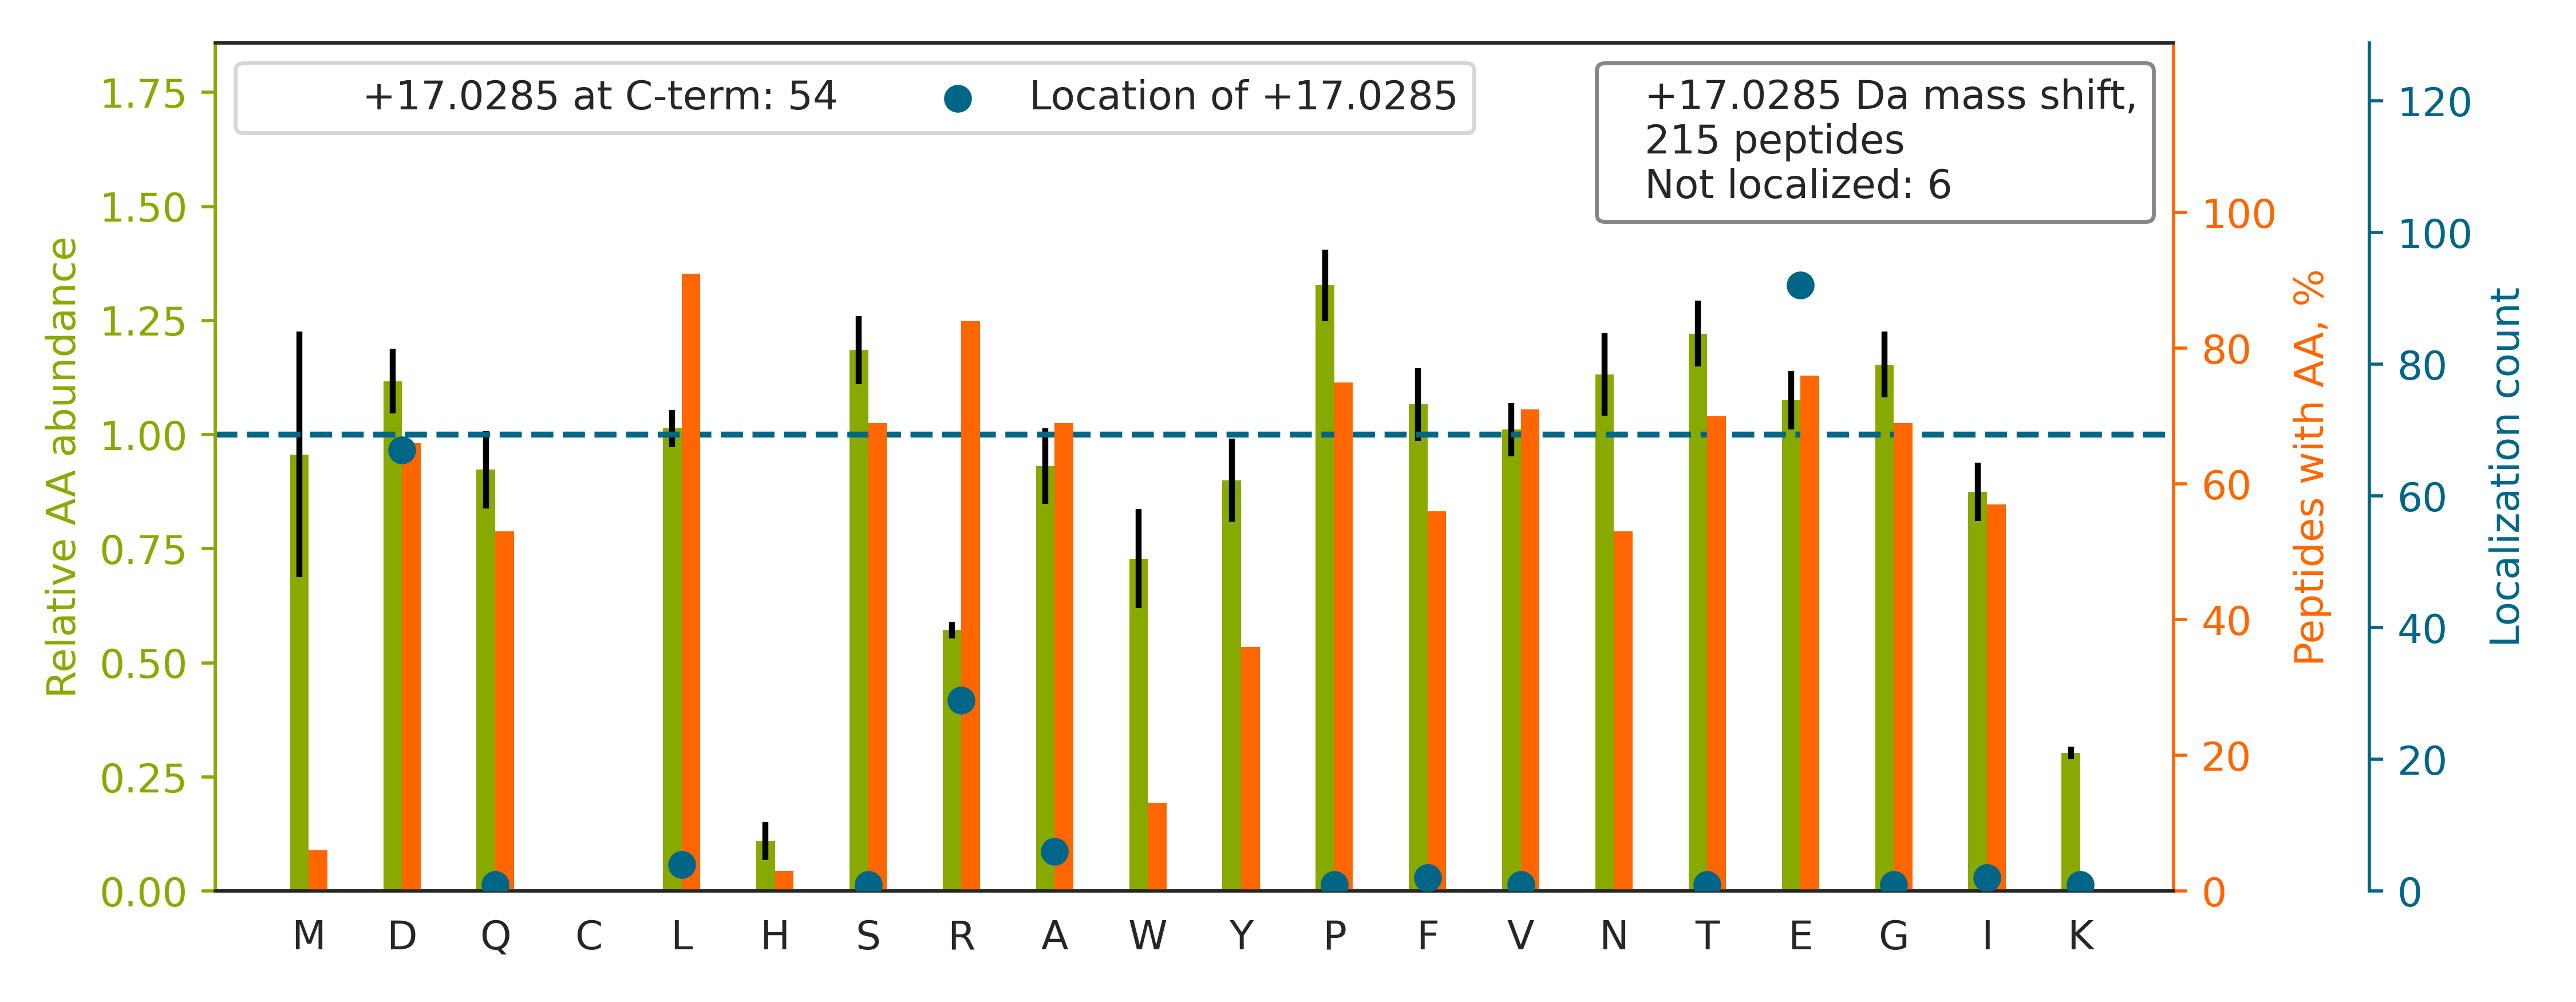 +17.0285 at C-term: 54
Location of +17.0285
+17.0285 Da mass shift,
215 peptides
Not localized: 6
Relative AA abundance
1.75
1.50
1.25
1.00
0.75
0.50
0.25
0.00
M D Q C L H S R A W Y P F V N T E G I K
100
80
60
40
20
0
Peptides with AA, %
120
100
80
60
40
20
0
Localization count